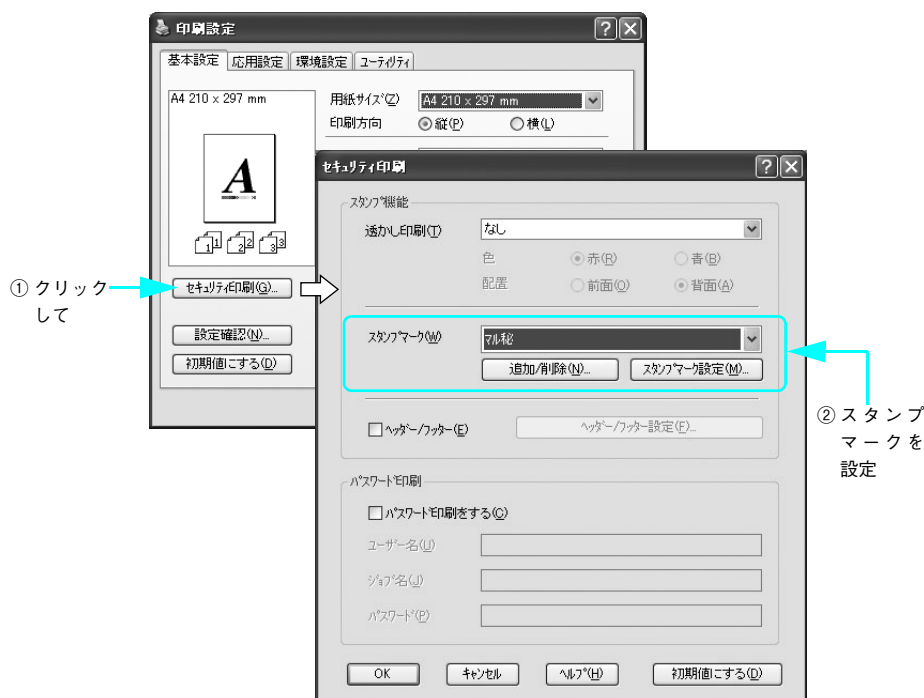 印刷設定
基本設定 応用設定 環境設定 ユーティリティ
A4 210 x 297 mm
用紙サイズ(Z) A4 210 x 297 mm
印刷方向 縦(P) 横(L)
A
1 1 2 2 3 3
① クリックして
セキュリティ印刷(G)...
設定確認(N)...
初期値にする(D)
セキュリティ印刷
スタンプ機能
透かし印刷(T) なし
色 赤(R) 青(B)
配置 前面(O) 背面(A)
スタンプマーク(W) マル秘
追加/削除(N)... スタンプマーク設定(M)...
② スタンプ
マークを
設定
ヘッダー/フッター(E) ヘッダー/フッター設定(F)...
パスワード印刷
パスワード印刷をする(C)
ユーザー名(U)
ジョブ名(J)
パスワード(P)
OK キャンセル ヘルプ(H) 初期値にする(D)